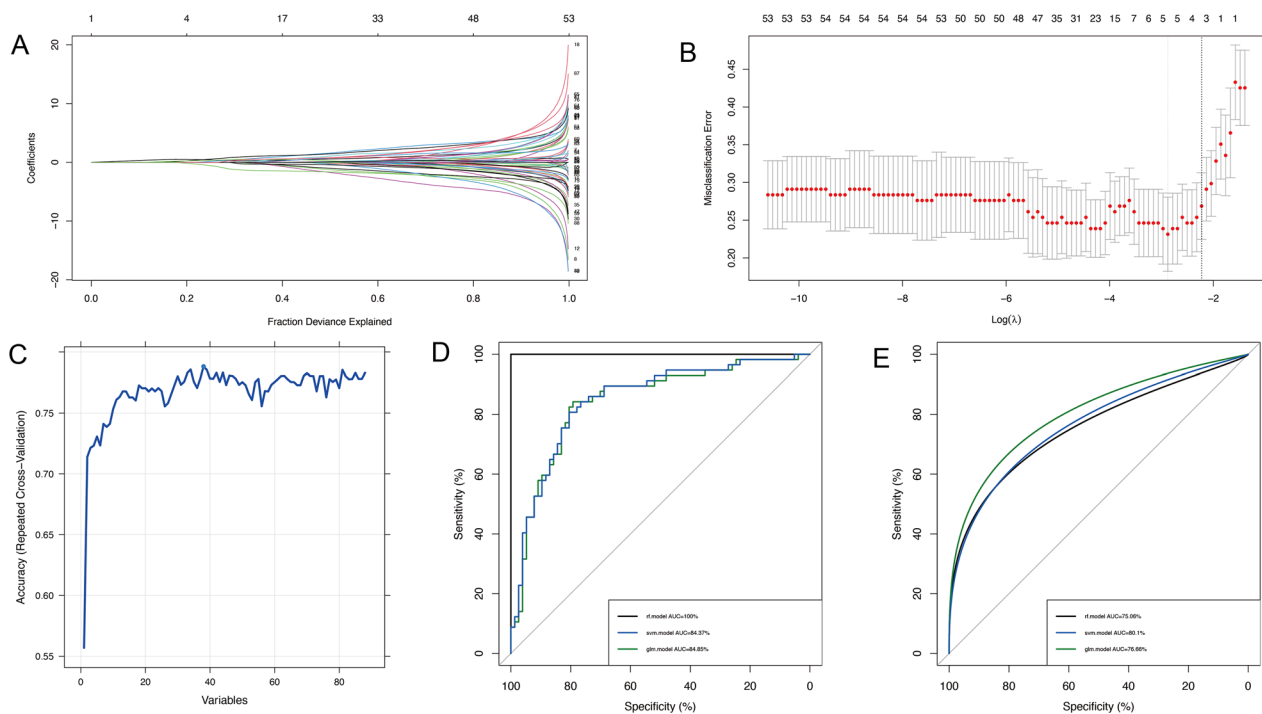 A
1 4 17 33 48 53
20
10
0
−10
−20
Coefficients
18
97
12
0.0 0.2 0.4 0.6 0.8 1.0
Fraction Deviance Explained
B
53 53 53 54 54 54 54 54 54 53 50 50 50 48 47 35 31 23 15 7 6 5 5 4 3 1 1
0.45
0.40
0.35
0.30
0.25
0.20
Misclassification Error
−10 −8 −6 −4 −2
Log(λ)
C
0.75
0.70
0.65
0.60
0.55
Accuracy (Repeated Cross−Validation)
0 20 40 60 80
Variables
D
100
80
60
40
20
0
Sensitivity (%)
rf.model AUC=100%
svm.model AUC=84.37%
glm.model AUC=84.85%
100 80 60 40 20 0
Specificity (%)
E
100
80
60
40
20
0
Sensitivity (%)
rf.model AUC=75.06%
svm.model AUC=80.1%
glm.model AUC=76.66%
100 80 60 40 20 0
Specificity (%)